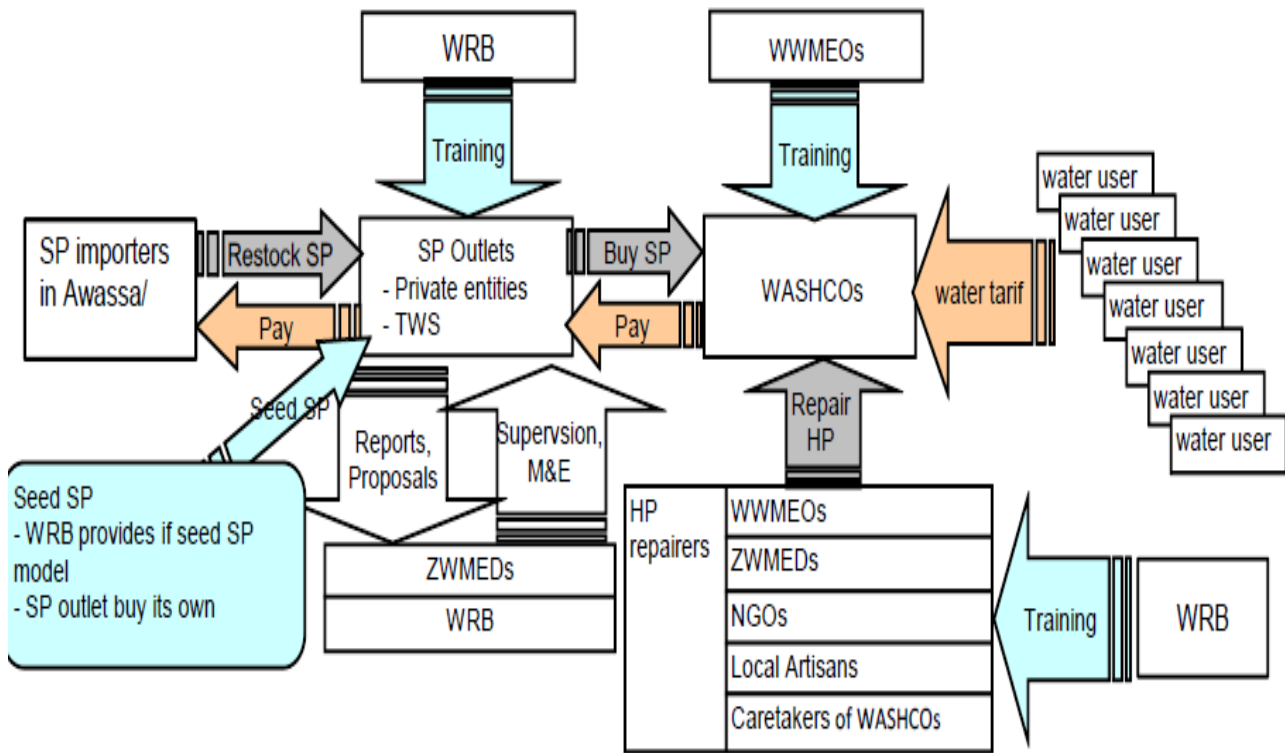 WRB
WWMEOs
Training
Training
water user
water user
water user
water user
water user
water user
water user
SP importers
in Awassa/
Restock SP
Pay
SP Outlets
- Private entities
- TWS
Buy SP
Pay
WASHCOs
water tarif
Seed SP
Reports,
Proposals
Supervsion,
M&E
Repair
HP
Seed SP
- WRB provides if seed SP
model
- SP outlet buy its own
ZWMEDs
WRB
HP
repairers
WWMEOs
ZWMEDs
NGOs
Local Artisans
Caretakers of WASHCOs
Training
WRB